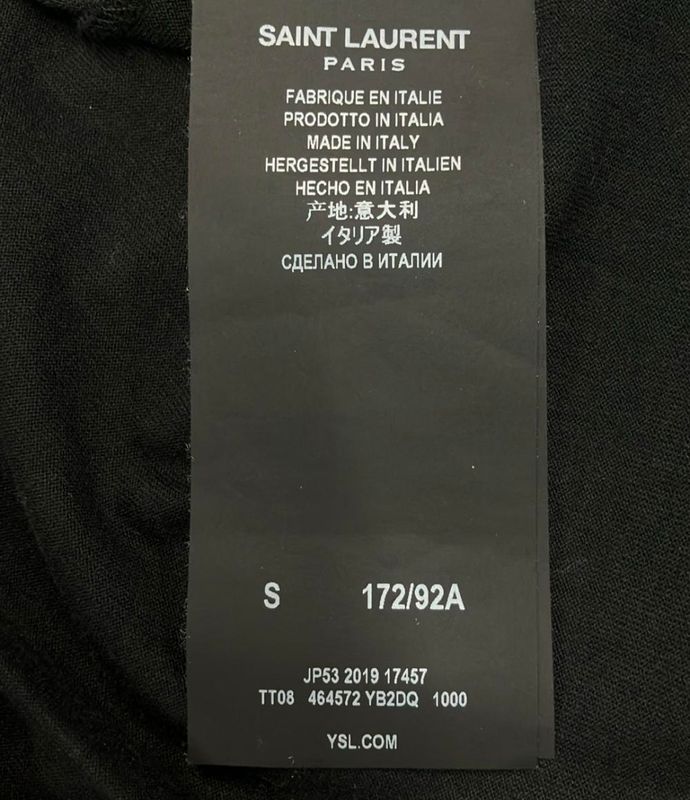 SAINT LAURENT
PARIS
FABRIQUE EN ITALIE
PRODOTTO IN ITALIA
MADE IN ITALY
HERGESTELLT IN ITALIEN
HECHO EN ITALIA
产地:意大利
イタリア製
СДЕЛАНО В ИТАЛИИ
S 172/92A
JP53 2019 17457
TT08 464572 YB2DQ 1000
YSL.COM